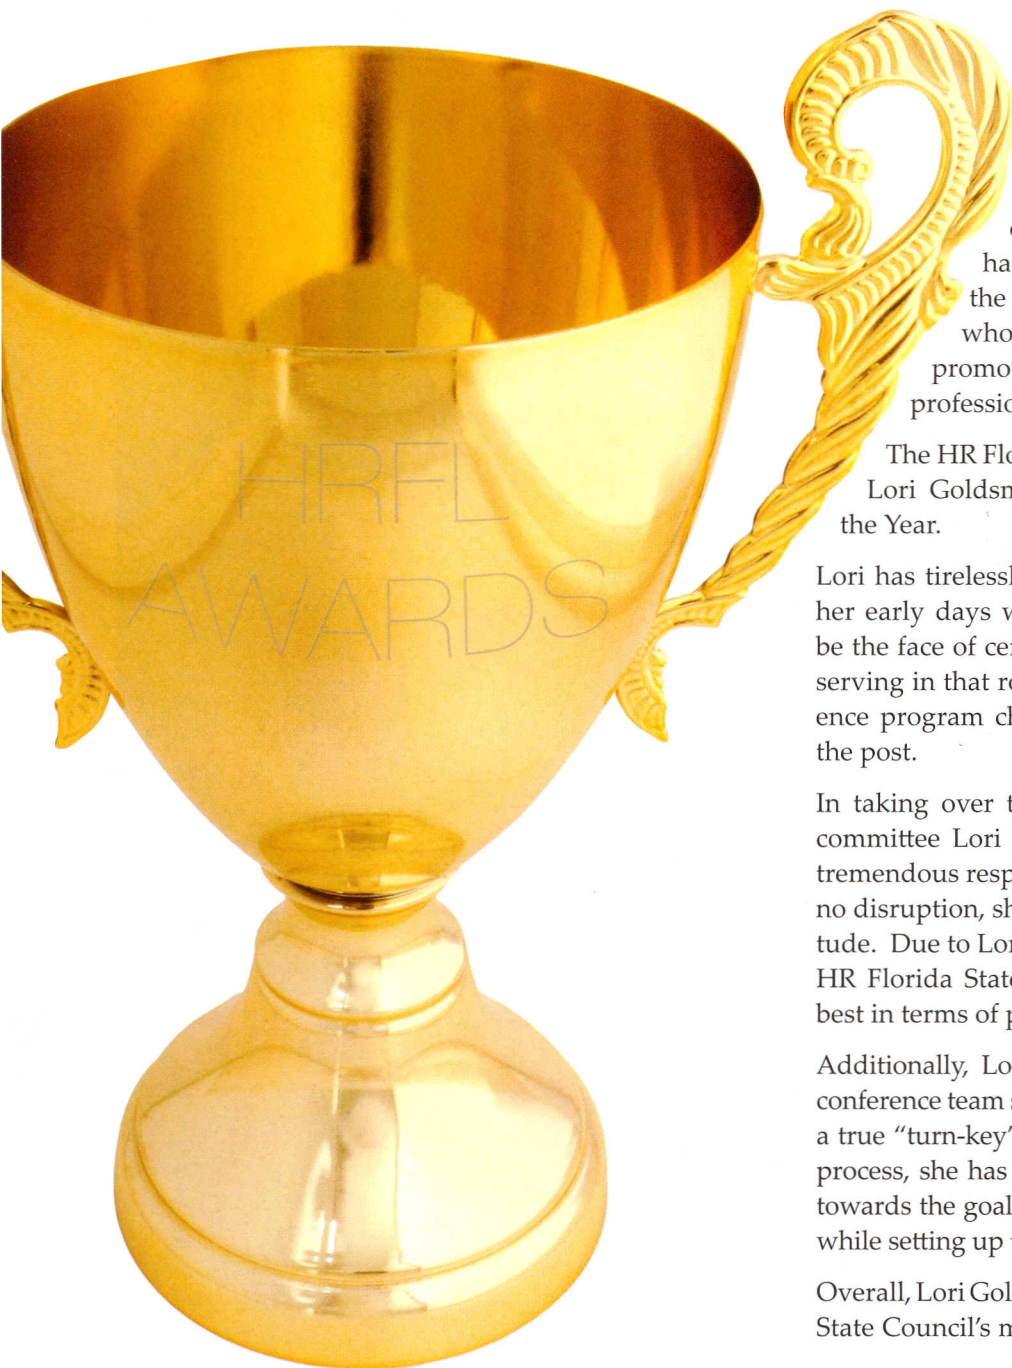 HRFL
AWARDS
ha
the
who
promo
professio
The HR Flo
Lori Goldsm
the Year.
Lori has tirelessl
her early days w
be the face of cer
serving in that ro
ence program ch
the post.
In taking over t
committee Lori
tremendous resp
no disruption, sh
tude. Due to Lor
HR Florida State
best in terms of p
Additionally, Lo
conference team s
a true “turn-key”
process, she has
towards the goal
while setting up
Overall, Lori Gol
State Council's m